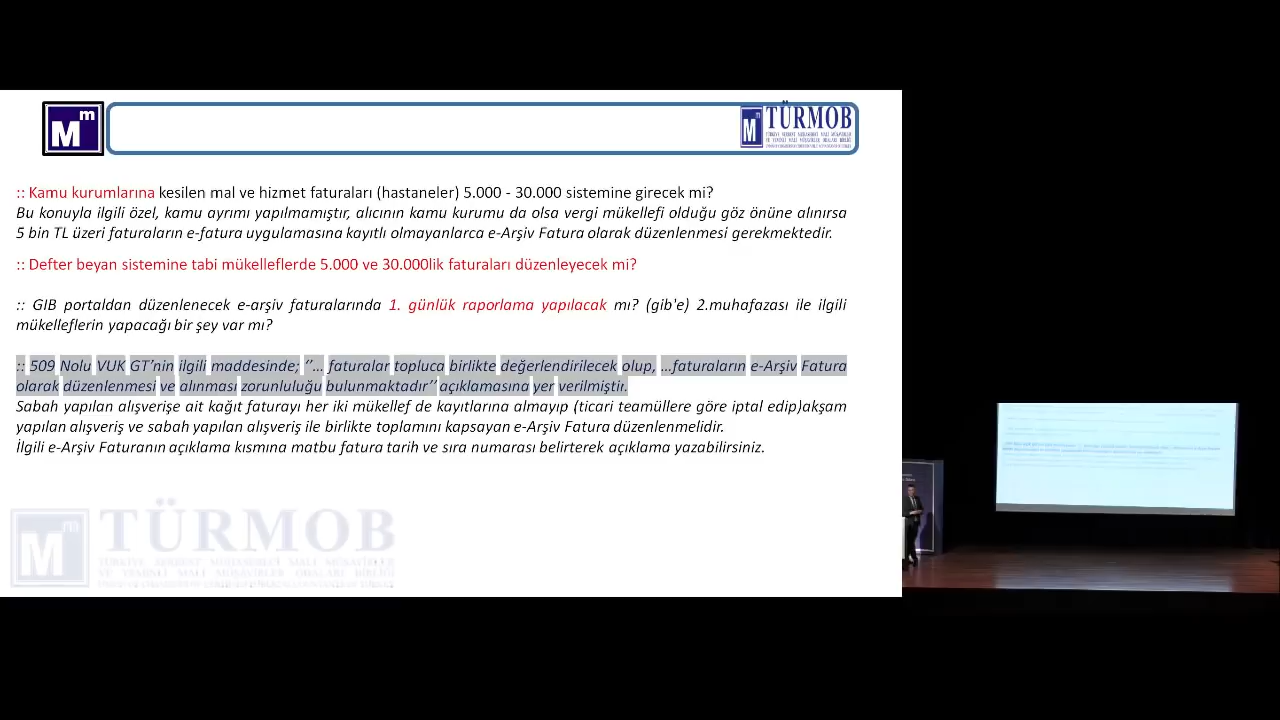 Mm
Mm TÜRMOB
:: Kamu kurumlarına kesilen mal ve hizmet faturaları (hastaneler) 5.000 - 30.000 sistemine girecek mi?
Bu konuyla ilgili özel, kamu ayrımı yapılmamıştır, alıcının kamu kurumu da olsa vergi mükellefi olduğu göz önüne alınırsa
5 bin TL üzeri faturaların e-fatura uygulamasına kayıtlı olmayanlarca e-Arşiv Fatura olarak düzenlenmesi gerekmektedir.
:: Defter beyan sistemine tabi mükelleflerde 5.000 ve 30.000lik faturaları düzenleyecek mi?
:: GIB portaldan düzenlenecek e-arşiv faturalarında 1. günlük raporlama yapılacak mı? (gib'e) 2.muhafazası ile ilgili
mükelleflerin yapacağı bir şey var mı?
:: 509 Nolu VUK GT’nin ilgili maddesinde; ‘’... faturalar topluca birlikte değerlendirilecek olup, ...faturaların e-Arşiv Fatura
olarak düzenlenmesi ve alınması zorunluluğu bulunmaktadır’’ açıklamasına yer verilmiştir.
Sabah yapılan alışverişe ait kağıt faturayı her iki mükellef de kayıtlarına almayıp (ticari teamüllere göre iptal edip)akşam
yapılan alışveriş ve sabah yapılan alışveriş ile birlikte toplamını kapsayan e-Arşiv Fatura düzenlenmelidir.
İlgili e-Arşiv Faturanın açıklama kısmına matbu fatura tarih ve sıra numarası belirterek açıklama yazabilirsiniz.
Mm TÜRMOB